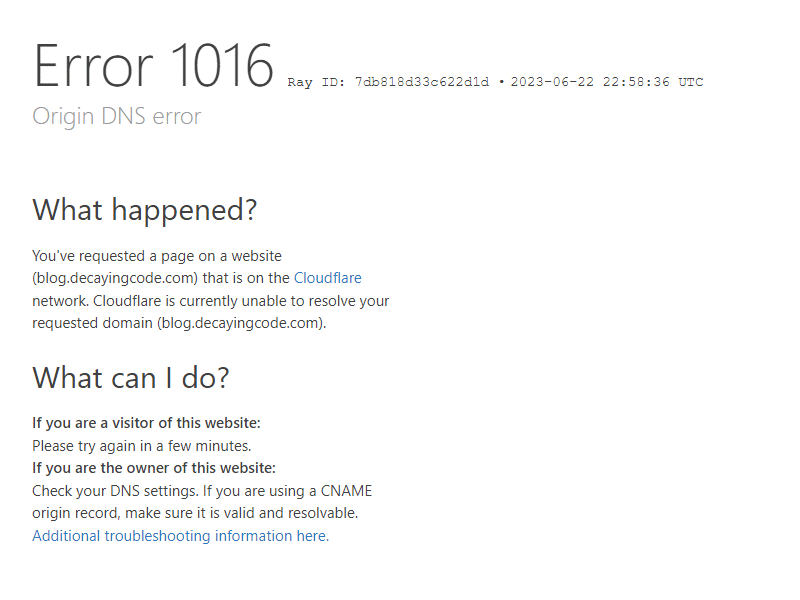 Error 1016 Ray ID: 7db818d33c622d1d • 2023-06-22 22:58:36 UTC
Origin DNS error
What happened?
You've requested a page on a website
(blog.decayingcode.com) that is on the Cloudflare
network. Cloudflare is currently unable to resolve your
requested domain (blog.decayingcode.com).
What can I do?
If you are a visitor of this website:
Please try again in a few minutes.
If you are the owner of this website:
Check your DNS settings. If you are using a CNAME
origin record, make sure it is valid and resolvable.
Additional troubleshooting information here.